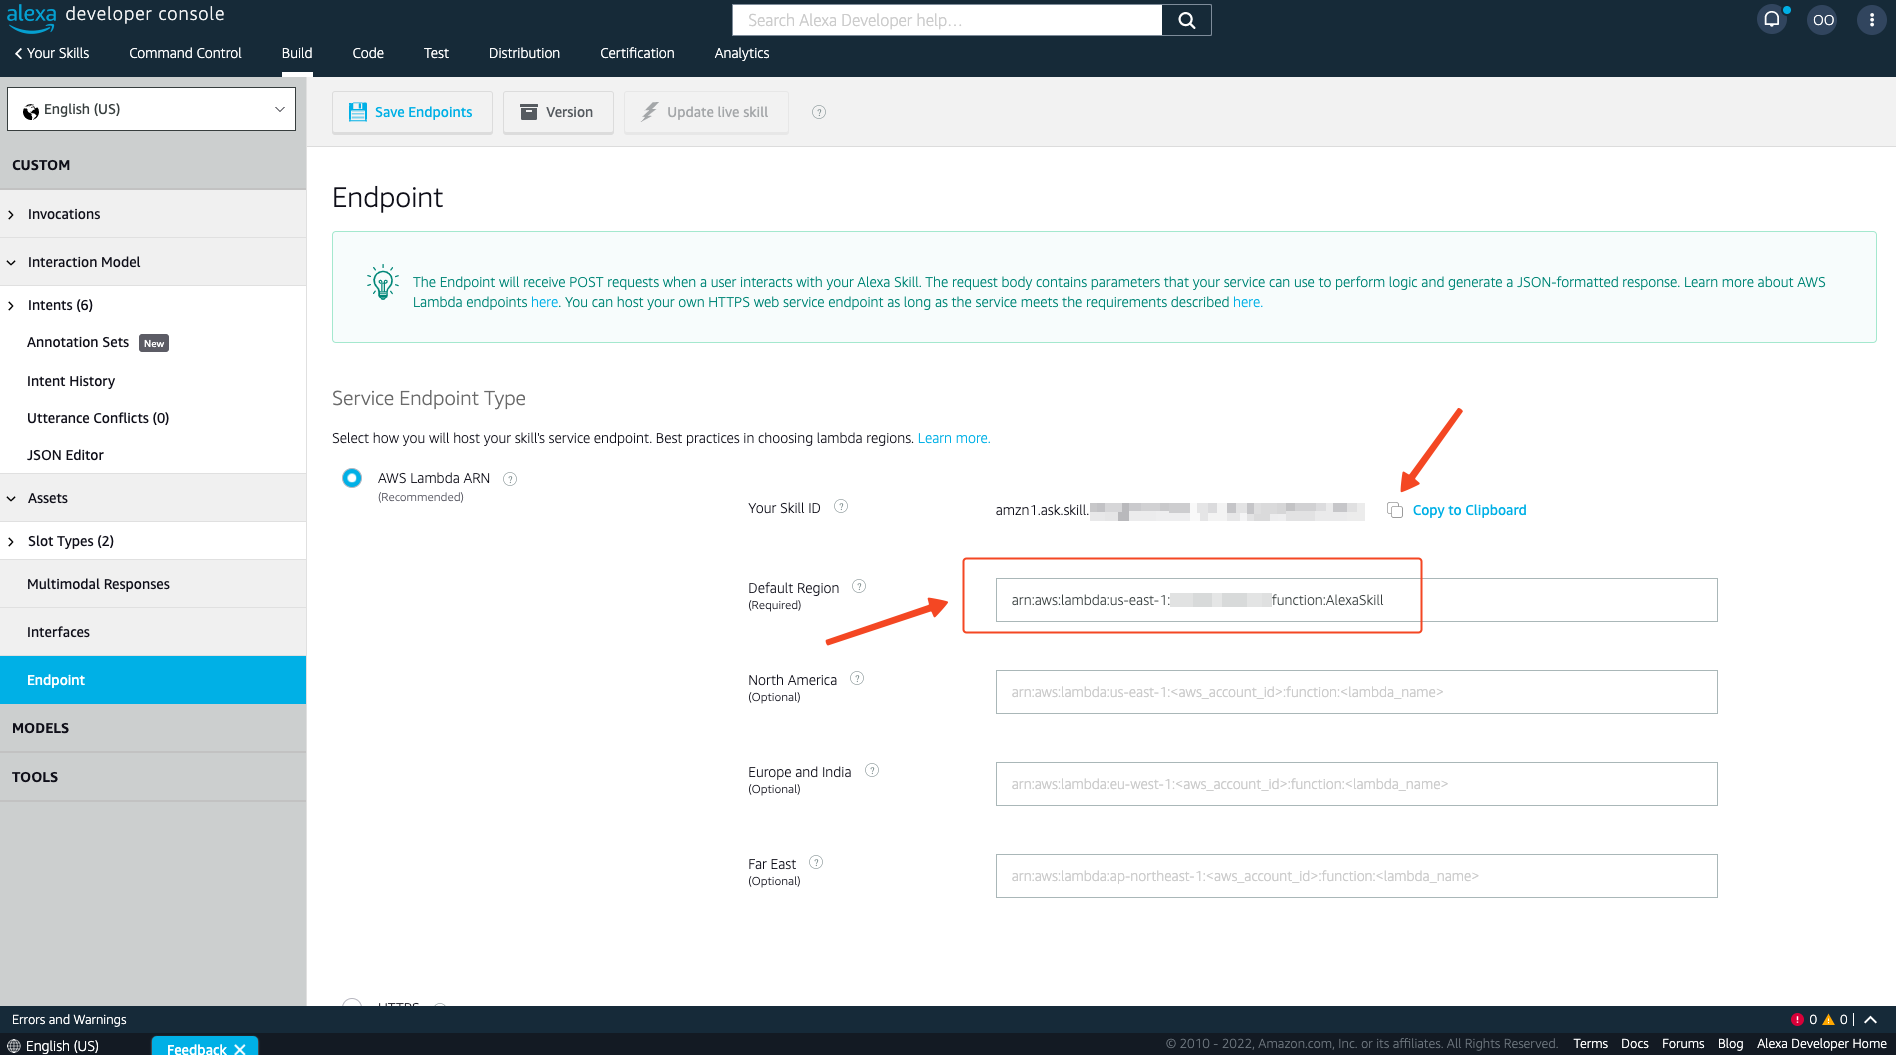 alexa developer console
Search Alexa Developer help...
OO
Your Skills
Command Control
Build
Code
Test
Distribution
Certification
Analytics
English (US)
Save Endpoints
Version
Update live skill
?
CUSTOM
Invocations
Interaction Model
Intents (6)
Annotation Sets New
Intent History
Utterance Conflicts (0)
JSON Editor
Assets
Slot Types (2)
Multimodal Responses
Interfaces
Endpoint
MODELS
TOOLS
Endpoint
The Endpoint will receive POST requests when a user interacts with your Alexa Skill. The request body contains parameters that your service can use to perform logic and generate a JSON-formatted response. Learn more about AWS
Lambda endpoints here. You can host your own HTTPS web service endpoint as long as the service meets the requirements described here.
Service Endpoint Type
Select how you will host your skill's service endpoint. Best practices in choosing lambda regions. Learn more.
AWS Lambda ARN ?
(Recommended)
Your Skill ID ?
amzn1.ask.skill.
Copy to Clipboard
Default Region ?
(Required)
arn:aws:lambda:us-east-1: function:AlexaSkill
North America ?
(Optional)
arn:aws:lambda:us-east-1:<aws_account_id>:function:<lambda_name>
Europe and India ?
(Optional)
arn:aws:lambda:eu-west-1:<aws_account_id>:function:<lambda_name>
Far East ?
(Optional)
arn:aws:lambda:ap-northeast-1:<aws_account_id>:function:<lambda_name>
HTTPS
Errors and Warnings
0 0
English (US)
Feedback
© 2010 - 2022, Amazon.com, Inc. or its affiliates. All Rights Reserved.
Terms
Docs
Forums
Blog
Alexa Developer Home